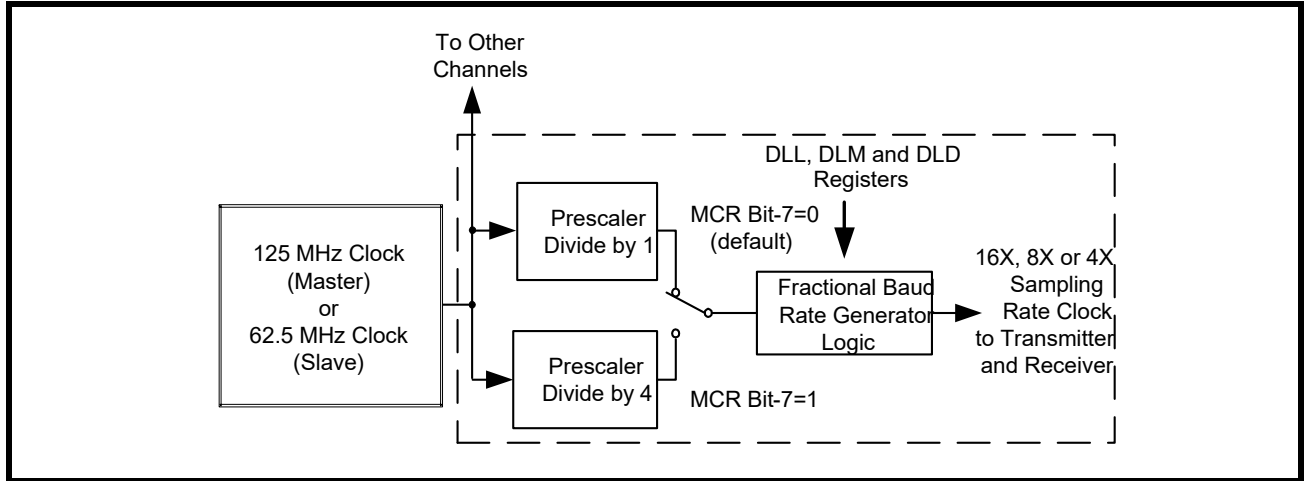 To Other
Channels
DLL, DLM and DLD
Registers
Prescaler
Divide by 1
MCR Bit-7=0
(default)
125 MHz Clock
(Master)
or
62.5 MHz Clock
(Slave)
Fractional Baud
Rate Generator
Logic
16X, 8X or 4X
Sampling
Rate Clock
to Transmitter
and Receiver
Prescaler
Divide by 4
MCR Bit-7=1